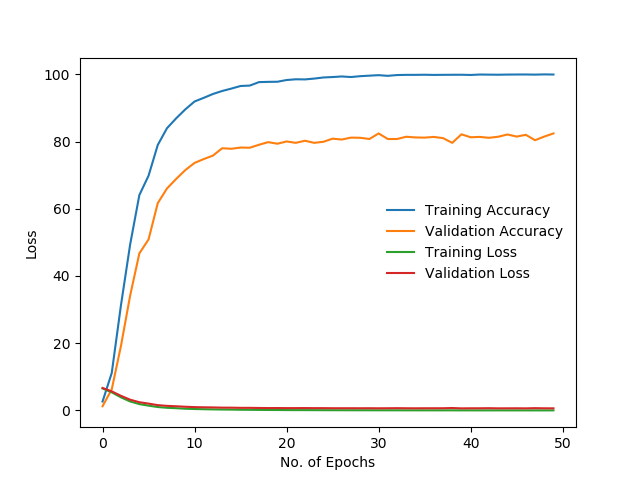 100
80
60
40
20
0
Loss
Training Accuracy
Validation Accuracy
Training Loss
Validation Loss
0 10 20 30 40 50
No. of Epochs